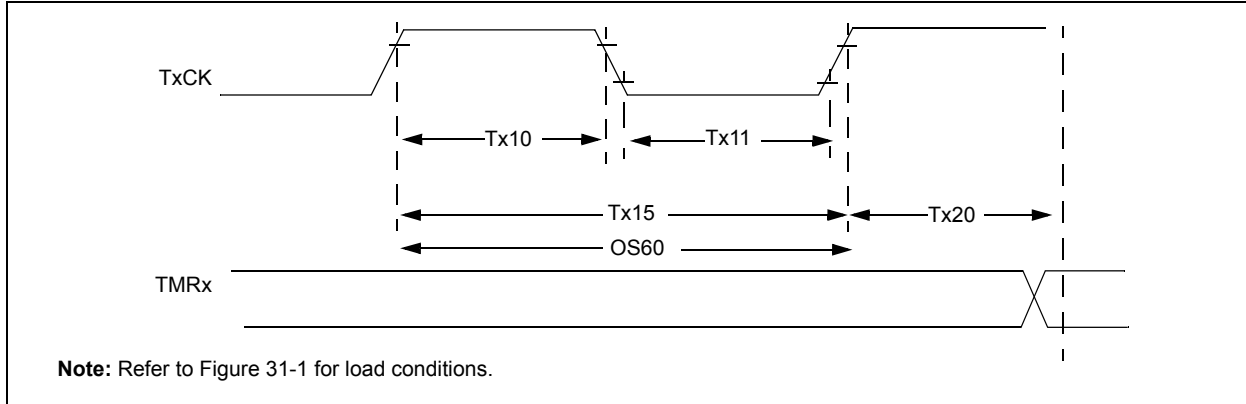 TxCK
Tx10
Tx11
Tx15
Tx20
OS60
TMRx
Note: Refer to Figure 31-1 for load conditions.